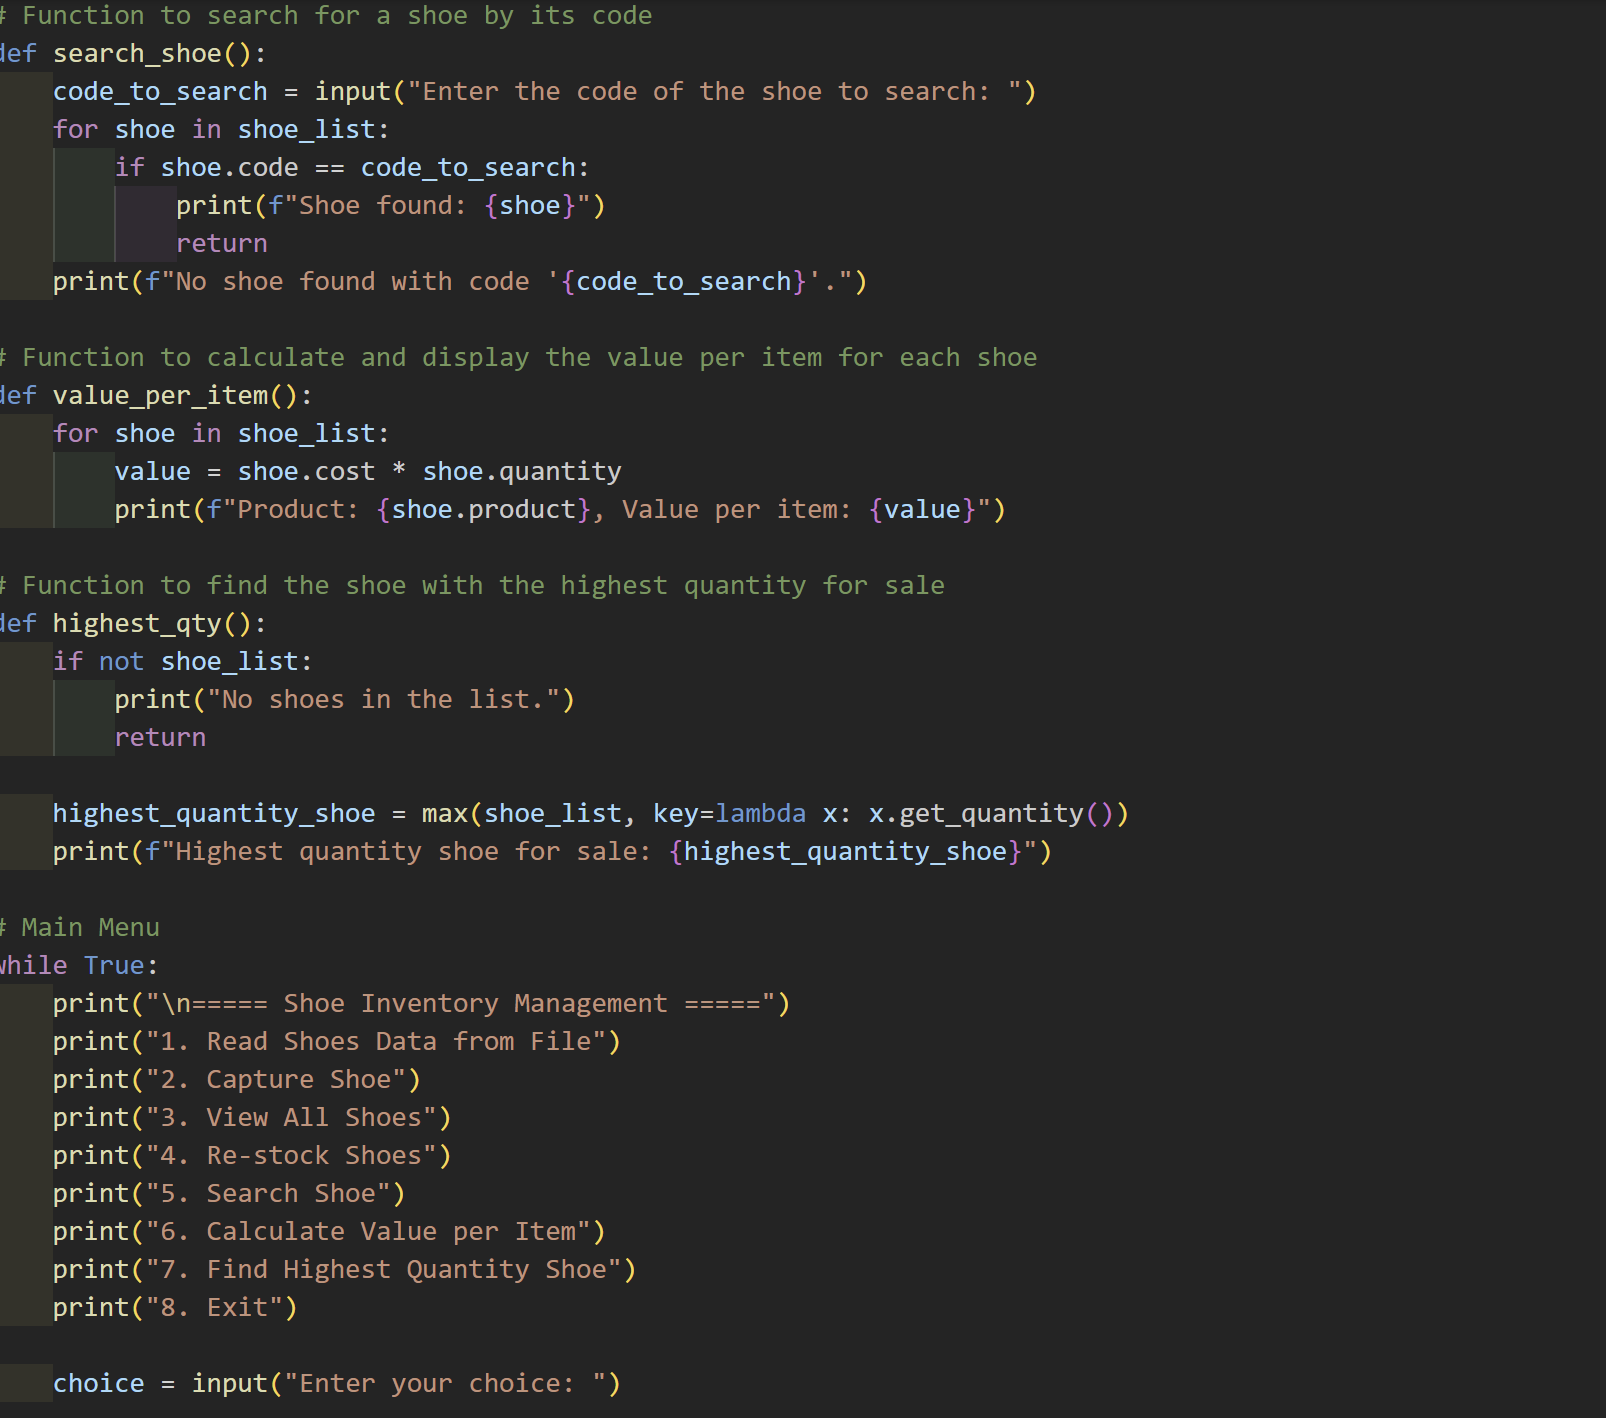 # Function to search for a shoe by its code
def search_shoe():
    code_to_search = input("Enter the code of the shoe to search: ")
    for shoe in shoe_list:
        if shoe.code == code_to_search:
            print(f"Shoe found: {shoe}")
            return
    print(f"No shoe found with code '{code_to_search}'.")

# Function to calculate and display the value per item for each shoe
def value_per_item():
    for shoe in shoe_list:
        value = shoe.cost * shoe.quantity
        print(f"Product: {shoe.product}, Value per item: {value}")

# Function to find the shoe with the highest quantity for sale
def highest_qty():
    if not shoe_list:
        print("No shoes in the list.")
        return

    highest_quantity_shoe = max(shoe_list, key=lambda x: x.get_quantity())
    print(f"Highest quantity shoe for sale: {highest_quantity_shoe}")

# Main Menu
while True:
    print("\n===== Shoe Inventory Management =====")
    print("1. Read Shoes Data from File")
    print("2. Capture Shoe")
    print("3. View All Shoes")
    print("4. Re-stock Shoes")
    print("5. Search Shoe")
    print("6. Calculate Value per Item")
    print("7. Find Highest Quantity Shoe")
    print("8. Exit")

    choice = input("Enter your choice: ")